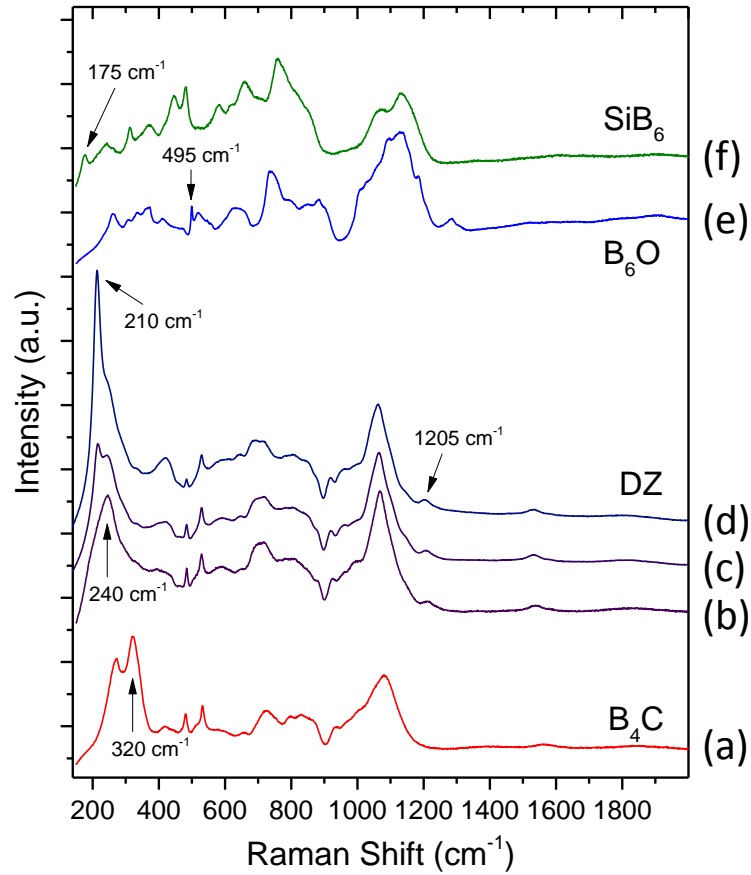 175 cm⁻¹
SiB₆
(f)
495 cm⁻¹
(e)
B₆O
210 cm⁻¹
1205 cm⁻¹
DZ
(d)
(c)
240 cm⁻¹
(b)
B₄C
320 cm⁻¹
(a)
Intensity (a.u.)
200 400 600 800 1000 1200 1400 1600 1800
Raman Shift (cm⁻¹)